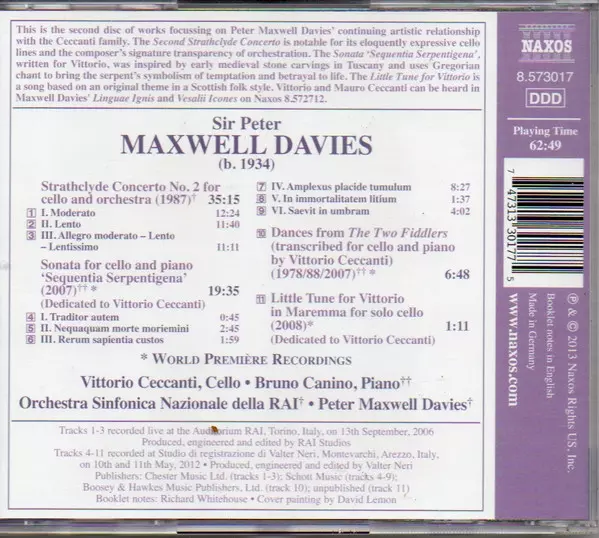 This is the second disc of works focussing on Peter Maxwell Davies' continuing artistic relationship
with the Ceccanti family. The Second Strathclyde Concerto is notable for its eloquently expressive cello
lines and the composer's signature transparency of orchestration. The Sonata 'Sequentia Serpentigena',
written for Vittorio, was inspired by early medieval stone carvings in Tuscany and uses Gregorian
chant to bring the serpent's symbolism of temptation and betrayal to life. The Little Tune for Vittorio is
a song based on an original theme in a Scottish folk style. Vittorio and Mauro Ceccanti can be heard in
Maxwell Davies' Linguae Ignis and Vesalii Icones on Naxos 8.572712.
NAXOS
8.573017
DDD
Playing Time
62:49
Sir Peter
MAXWELL DAVIES
(b. 1934)
Strathclyde Concerto No. 2 for
cello and orchestra (1987)† 35:15
1 I. Moderato 12:24
2 II. Lento 11:40
3 III. Allegro moderato – Lento
– Lentissimo 11:11
Sonata for cello and piano
'Sequentia Serpentigena'
(2007)†† * 19:35
(Dedicated to Vittorio Ceccanti)
4 I. Traditor autem 0:45
5 II. Nequaquam morte moriemini 2:45
6 III. Rerum sapientia custos 1:59
7 IV. Amplexus placide tumulum 8:27
8 V. In immortalitatem litium 1:37
9 VI. Saevit in umbram 4:02
10 Dances from The Two Fiddlers
(transcribed for cello and piano
by Vittorio Ceccanti)
(1978/88/2007)†† * 6:48
11 Little Tune for Vittorio
in Maremma for solo cello
(2008)* 1:11
(Dedicated to Vittorio Ceccanti)
* WORLD PREMIÈRE RECORDINGS
Vittorio Ceccanti, Cello • Bruno Canino, Piano††
Orchestra Sinfonica Nazionale della RAI† • Peter Maxwell Davies†
Tracks 1-3 recorded live at the Auditorium RAI, Torino, Italy, on 13th September, 2006
Produced, engineered and edited by RAI Studios
Tracks 4-11 recorded at Studio di registrazione di Valter Neri, Montevarchi, Arezzo, Italy,
on 10th and 11th May, 2012 • Produced, engineered and edited by Valter Neri
Publishers: Chester Music Ltd. (tracks 1-3); Schott Music (tracks 4-9);
Boosey & Hawkes Music Publishers, Ltd. (track 10); unpublished (track 11)
Booklet notes: Richard Whitehouse • Cover painting by David Lemon
7 47313 30177 5
www.naxos.com
Made in Germany
Booklet notes in English
℗ & © 2013 Naxos Rights US, Inc.